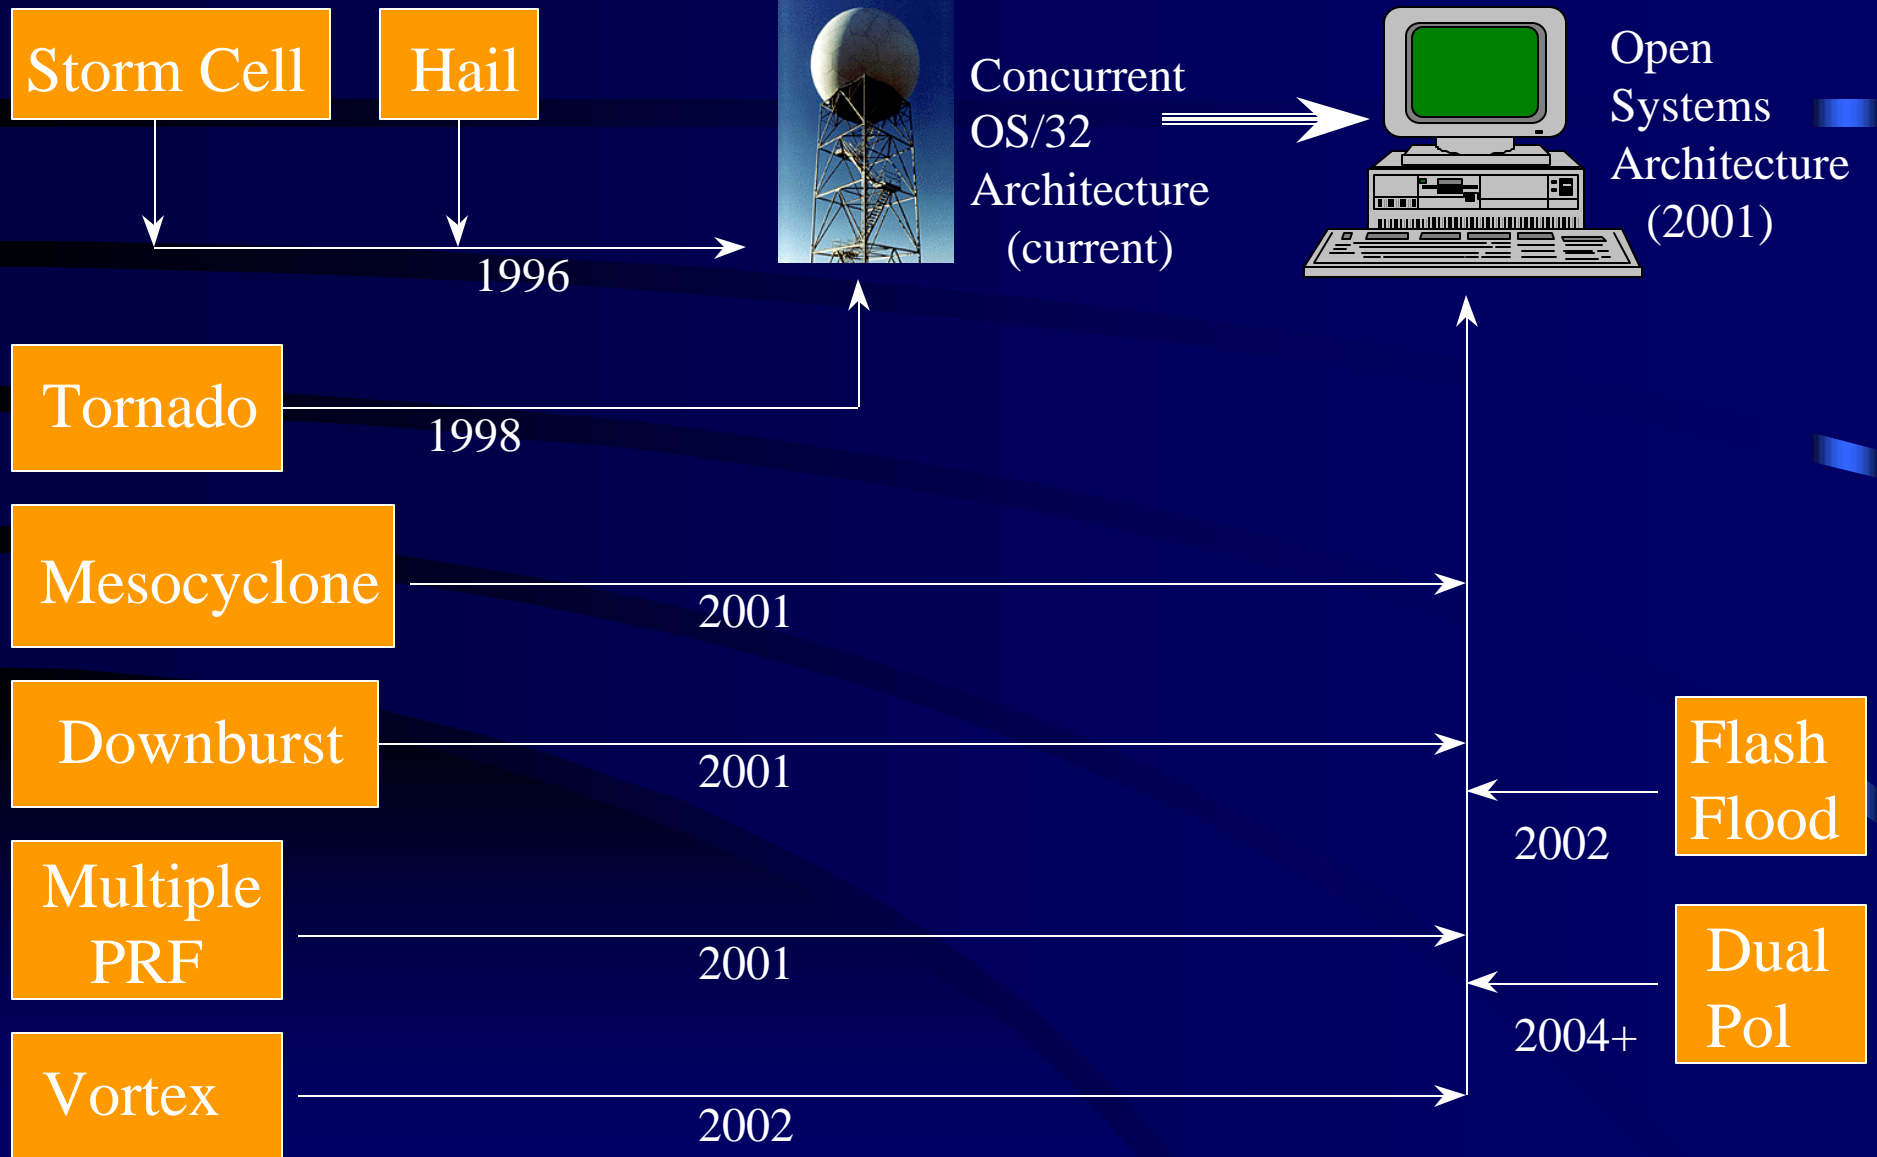 Storm Cell
Hail
Concurrent
OS/32
Architecture
(current)
Open
Systems
Architecture
(2001)
1996
Tornado
1998
Mesocyclone
2001
Downburst
2001
Flash
Flood
2002
Multiple
PRF
2001
Dual
Pol
2004+
Vortex
2002